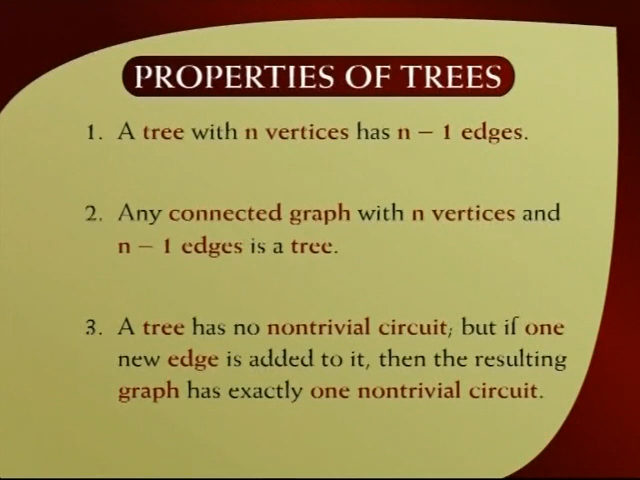 PROPERTIES OF TREES
1. A tree with n vertices has n – 1 edges.
2. Any connected graph with n vertices and
n – 1 edges is a tree.
3. A tree has no nontrivial circuit; but if one
new edge is added to it, then the resulting
graph has exactly one nontrivial circuit.